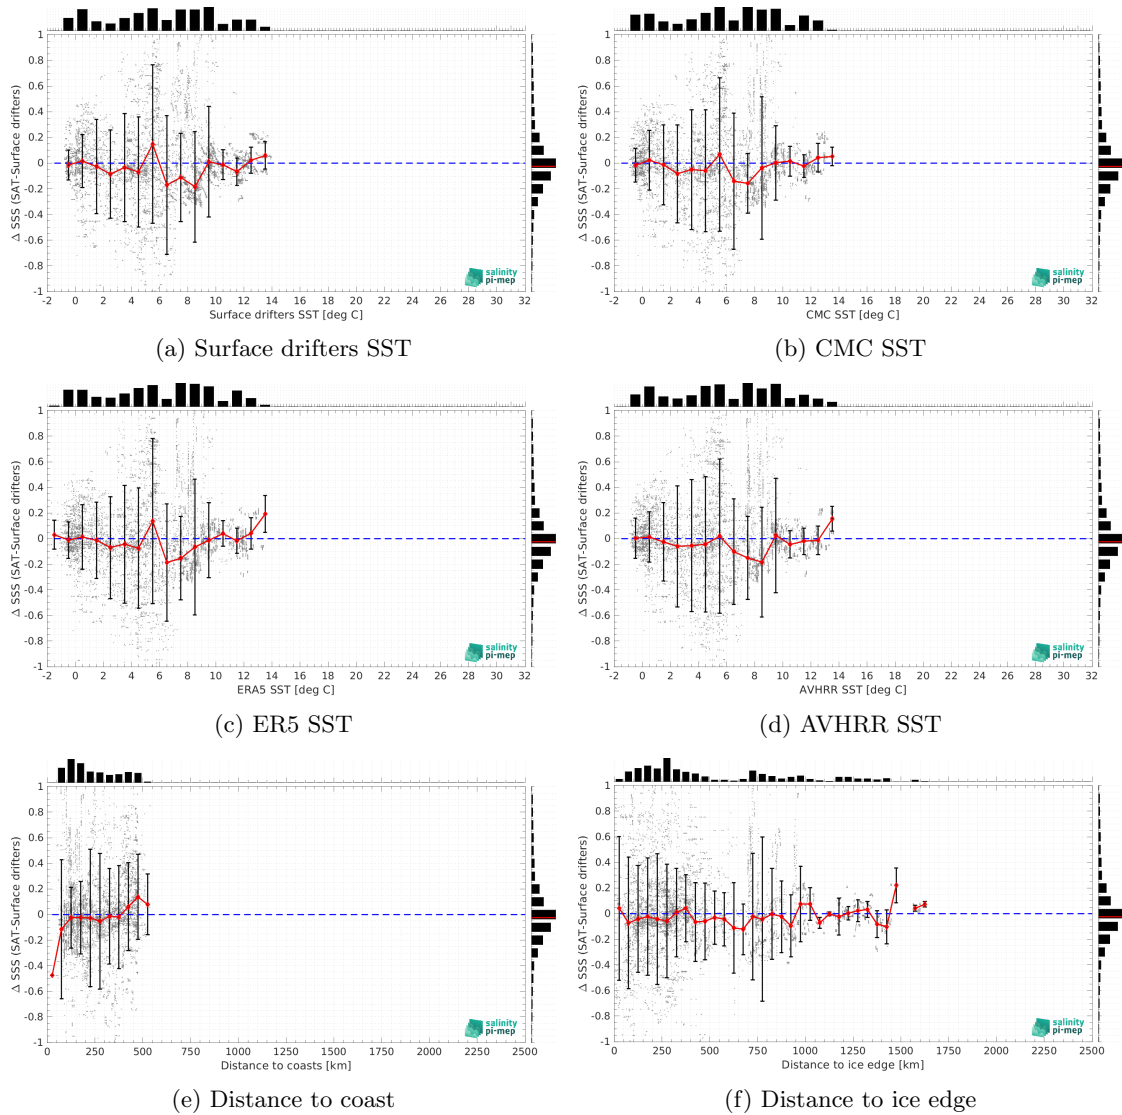 1
0.8
0.6
0.4
0.2
0
-0.2
-0.4
-0.6
-0.8
-1
Δ SSS (SAT-Surface drifters)
salinity
pi-mep
-2 0 2 4 6 8 10 12 14 16 18 20 22 24 26 28 30 32
Surface drifters SST [deg C]
(a) Surface drifters SST
1
0.8
0.6
0.4
0.2
0
-0.2
-0.4
-0.6
-0.8
-1
Δ SSS (SAT-Surface drifters)
salinity
pi-mep
-2 0 2 4 6 8 10 12 14 16 18 20 22 24 26 28 30 32
CMC SST [deg C]
(b) CMC SST
1
0.8
0.6
0.4
0.2
0
-0.2
-0.4
-0.6
-0.8
-1
Δ SSS (SAT-Surface drifters)
salinity
pi-mep
-2 0 2 4 6 8 10 12 14 16 18 20 22 24 26 28 30 32
ERA5 SST [deg C]
(c) ER5 SST
1
0.8
0.6
0.4
0.2
0
-0.2
-0.4
-0.6
-0.8
-1
Δ SSS (SAT-Surface drifters)
salinity
pi-mep
-2 0 2 4 6 8 10 12 14 16 18 20 22 24 26 28 30 32
AVHRR SST [deg C]
(d) AVHRR SST
1
0.8
0.6
0.4
0.2
0
-0.2
-0.4
-0.6
-0.8
-1
Δ SSS (SAT-Surface drifters)
salinity
pi-mep
0 250 500 750 1000 1250 1500 1750 2000 2250 2500
Distance to coasts [km]
(e) Distance to coast
1
0.8
0.6
0.4
0.2
0
-0.2
-0.4
-0.6
-0.8
-1
Δ SSS (SAT-Surface drifters)
salinity
pi-mep
0 250 500 750 1000 1250 1500 1750 2000 2250 2500
Distance to ice edge [km]
(f) Distance to ice edge